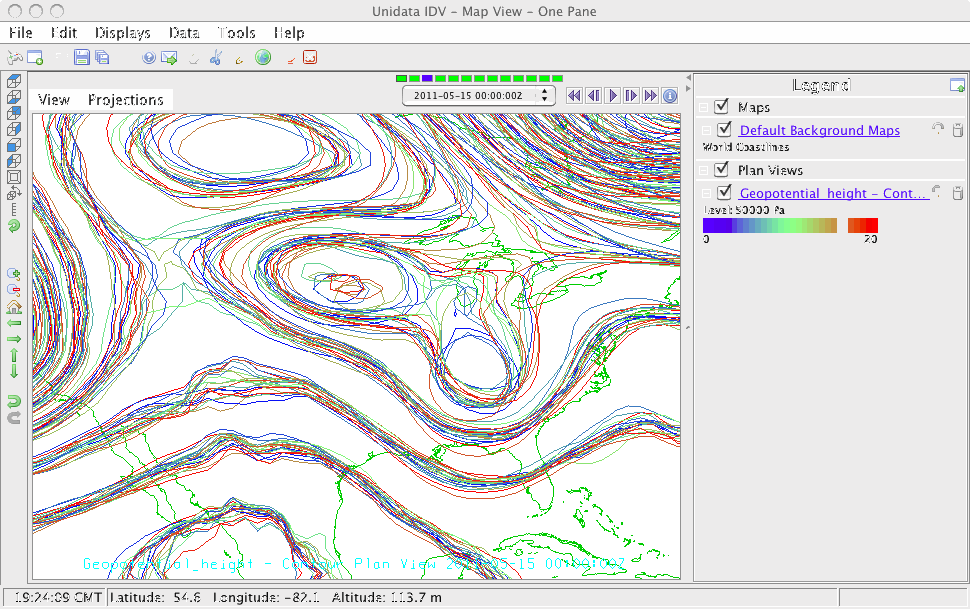 Unidata IDV - Map View - One Pane
File Edit Displays Data Tools Help
View Projections
2011-05-15 00:00:00Z
Legend
Maps
Default Background Maps
World Coastlines
Plan Views
Geopotential_height - Cont...
Level: 50000 Pa
0 20
Geopotential_height - Contour Plan View 2011-05-15 00:00:00Z
19:24:09 GMT Latitude: 54.6 Longitude: -82.1 Altitude: 113.7 m